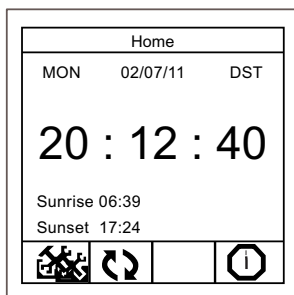 Home
MON 02/07/11 DST
20 : 12 : 40
Sunrise 06:39
Sunset 17:24
i